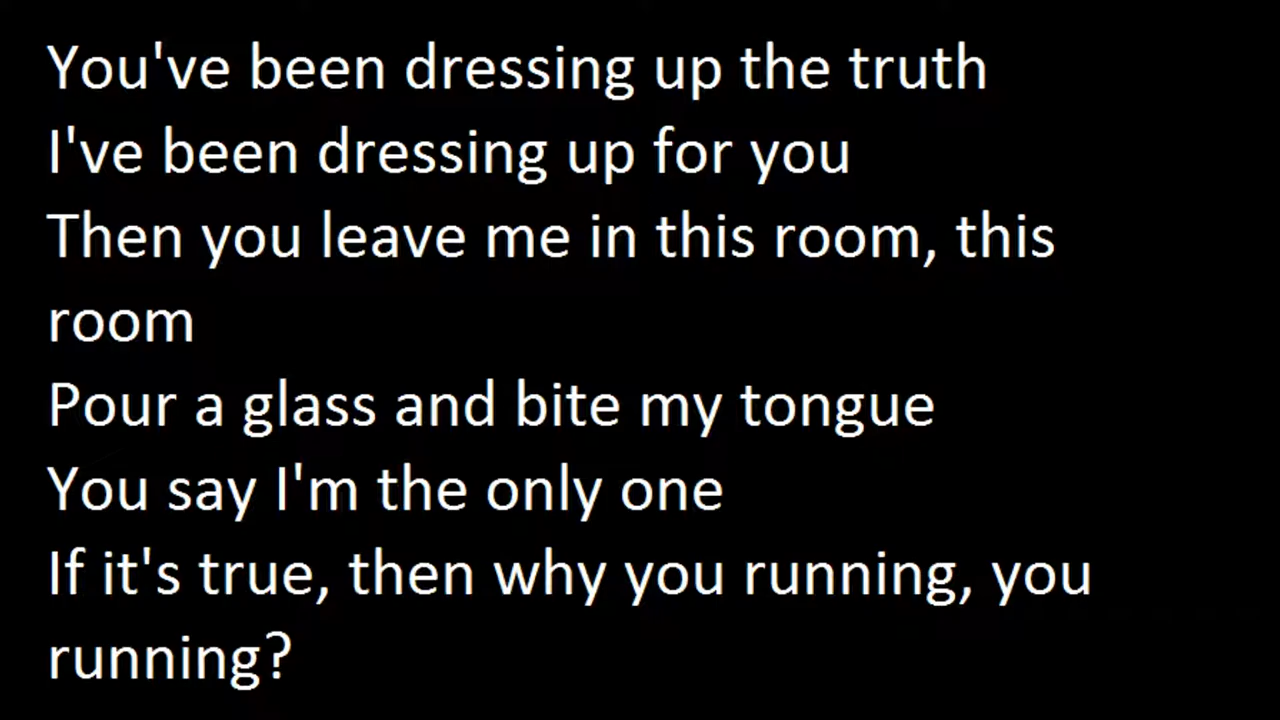 You've been dressing up the truth
I've been dressing up for you
Then you leave me in this room, this
room
Pour a glass and bite my tongue
You say I'm the only one
If it's true, then why you running, you
running?